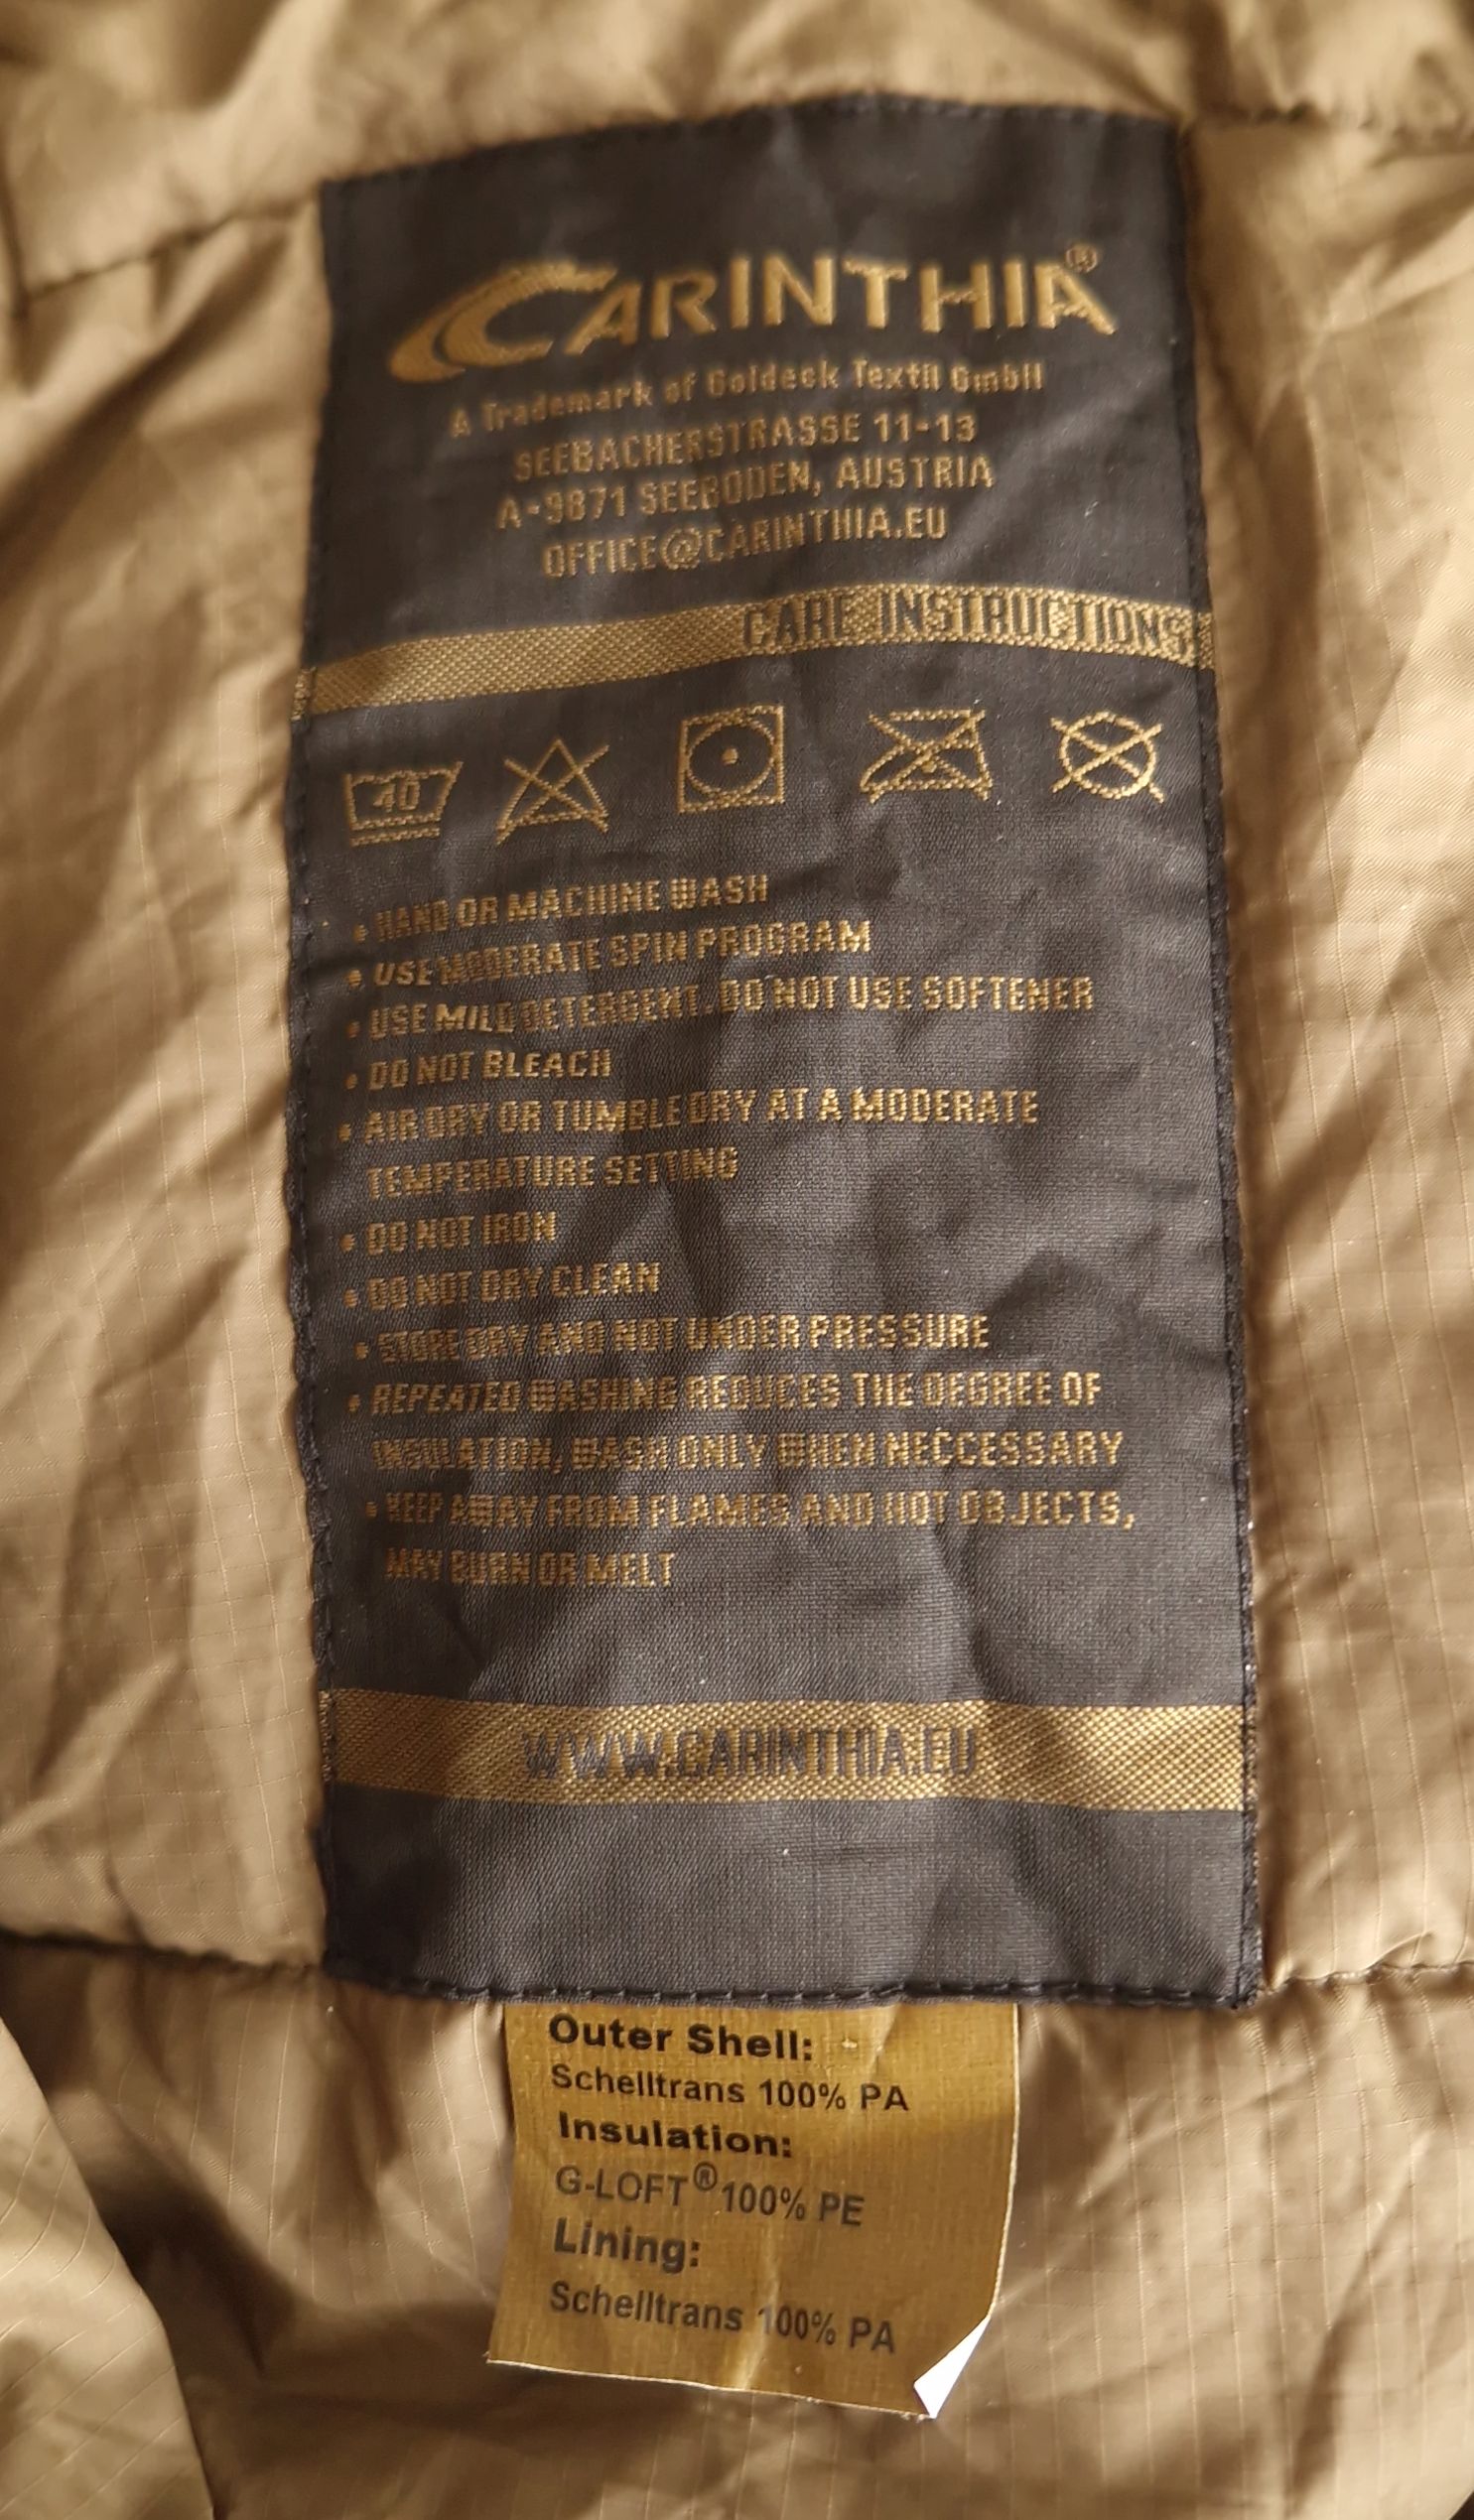 CARINTHIA®
A Trademark of Goldeck Textil GmbH
SEEBACHERSTRASSE 11-13
A-9871 SEEBODEN, AUSTRIA
OFFICE@CARINTHIA.EU
CARE INSTRUCTIONS
40
• HAND OR MACHINE WASH
• USE MODERATE SPIN PROGRAM
• USE MILD DETERGENT. DO NOT USE SOFTENER
• DO NOT BLEACH
• AIR DRY OR TUMBLE DRY AT A MODERATE
TEMPERATURE SETTING
• DO NOT IRON
• DO NOT DRY CLEAN
• STORE DRY AND NOT UNDER PRESSURE
• REPEATED WASHINE REDUCES THE DEGREE OF
INSULATION, WASH ONLY WHEN NECCESSARY
• KEEP AWAY FROM FLAMES AND HOT OBJECTS,
MAY BURN OR MELT
WWW.CARINTHIA.EU
Outer Shell:
Schelltrans 100% PA
Insulation:
G-LOFT® 100% PE
Lining:
Schelltrans 100% PA